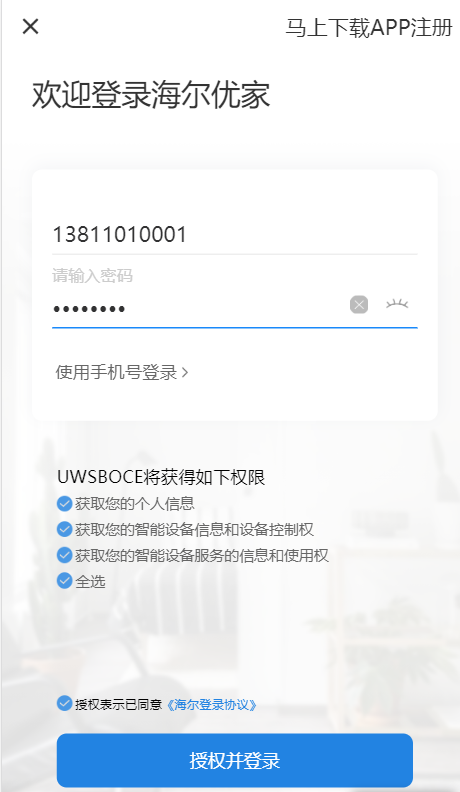 马上下载APP注册
欢迎登录海尔优家
13811010001
请输入密码
••••••••
使用手机号登录
UWSBOCE将获得如下权限
获取您的个人信息
获取您的智能设备信息和设备控制权
获取您的智能设备服务的信息和使用权
全选
授权表示已同意《海尔登录协议》
授权并登录